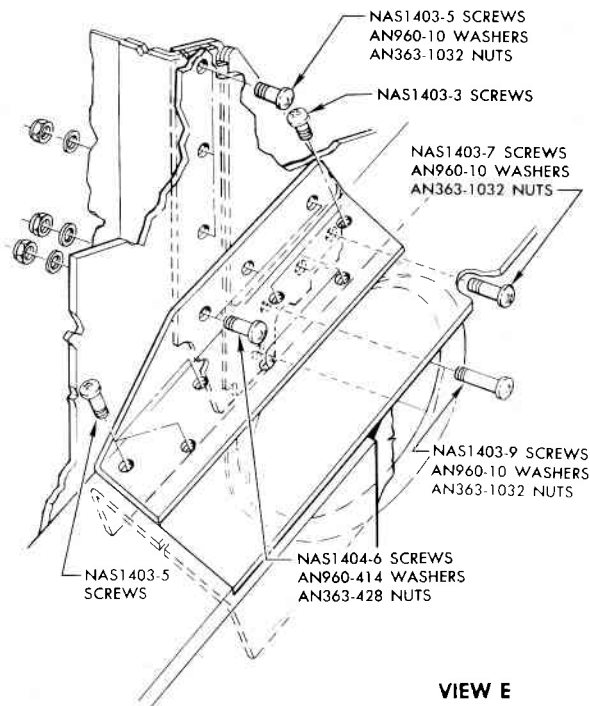 NAS1403-5 SCREWS
AN960-10 WASHERS
AN363-1032 NUTS
NAS1403-3 SCREWS
NAS1403-7 SCREWS
AN960-10 WASHERS
AN363-1032 NUTS
NAS1403-9 SCREWS
AN960-10 WASHERS
AN363-1032 NUTS
NAS1404-6 SCREWS
AN960-414 WASHERS
AN363-428 NUTS
NAS1403-5
SCREWS
VIEW E